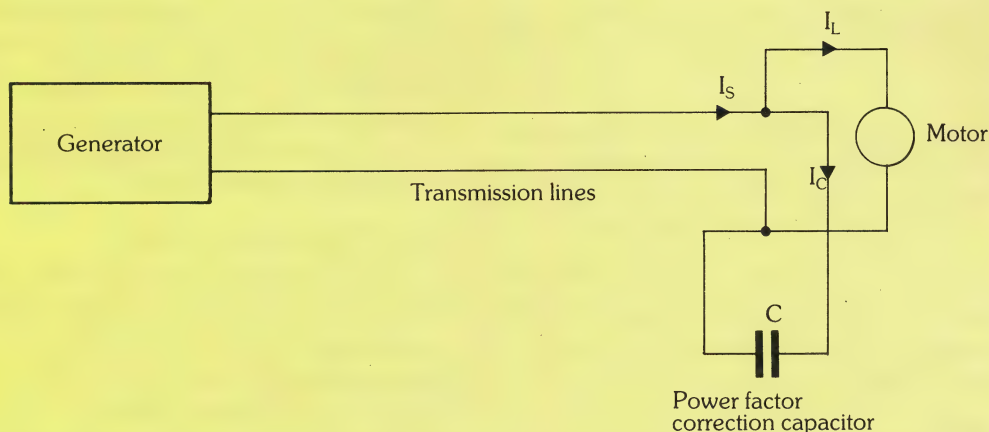 I_L
I_S
Generator
Motor
I_C
Transmission lines
C
Power factor
correction capacitor